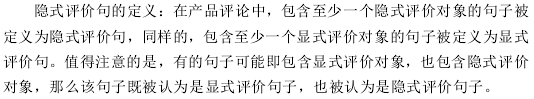 隐式评价句的定义：在产品评论中，包含至少一个隐式评价对象的句子被
定义为隐式评价句，同样的，包含至少一个显式评价对象的句子被定义为显式
评价句。值得注意的是，有的句子可能即包含显式评价对象，也包含隐式评价
对象，那么该句子既被认为是显式评价句子，也被认为是隐式评价句子。